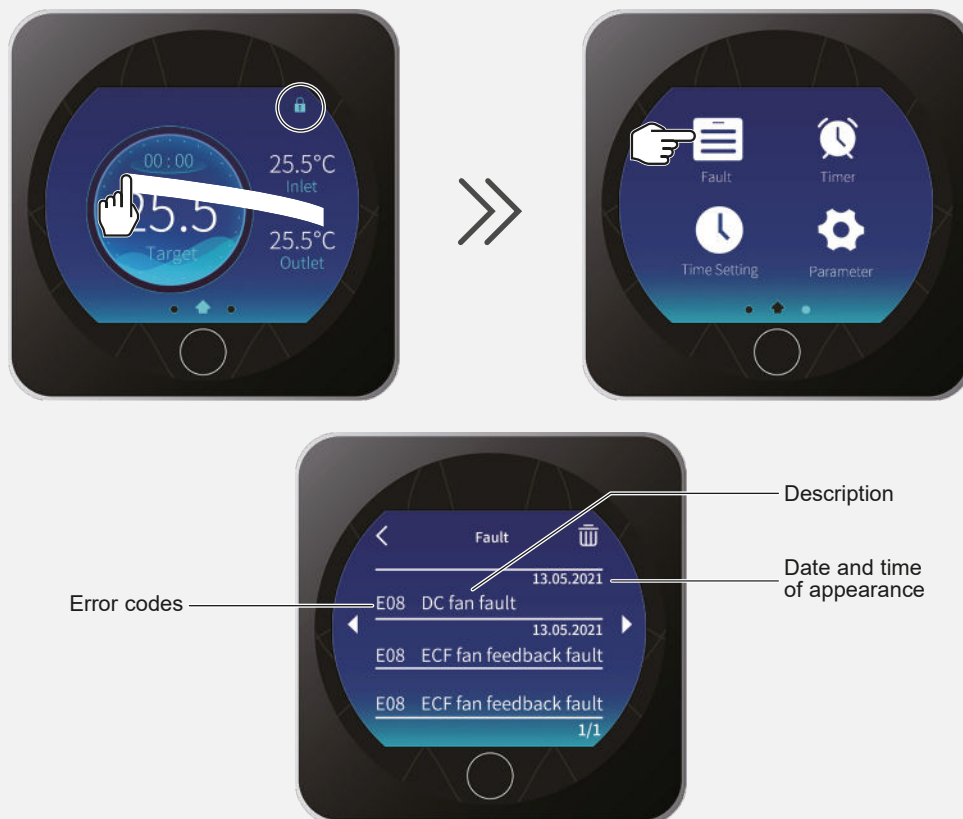 00 : 00
25.5
Target
25.5°C
Inlet
25.5°C
Outlet
Fault
Timer
Time Setting
Parameter
Fault
13.05.2021
E08 DC fan fault
13.05.2021
E08 ECF fan feedback fault
E08 ECF fan feedback fault
1/1
Error codes
Description
Date and time
of appearance